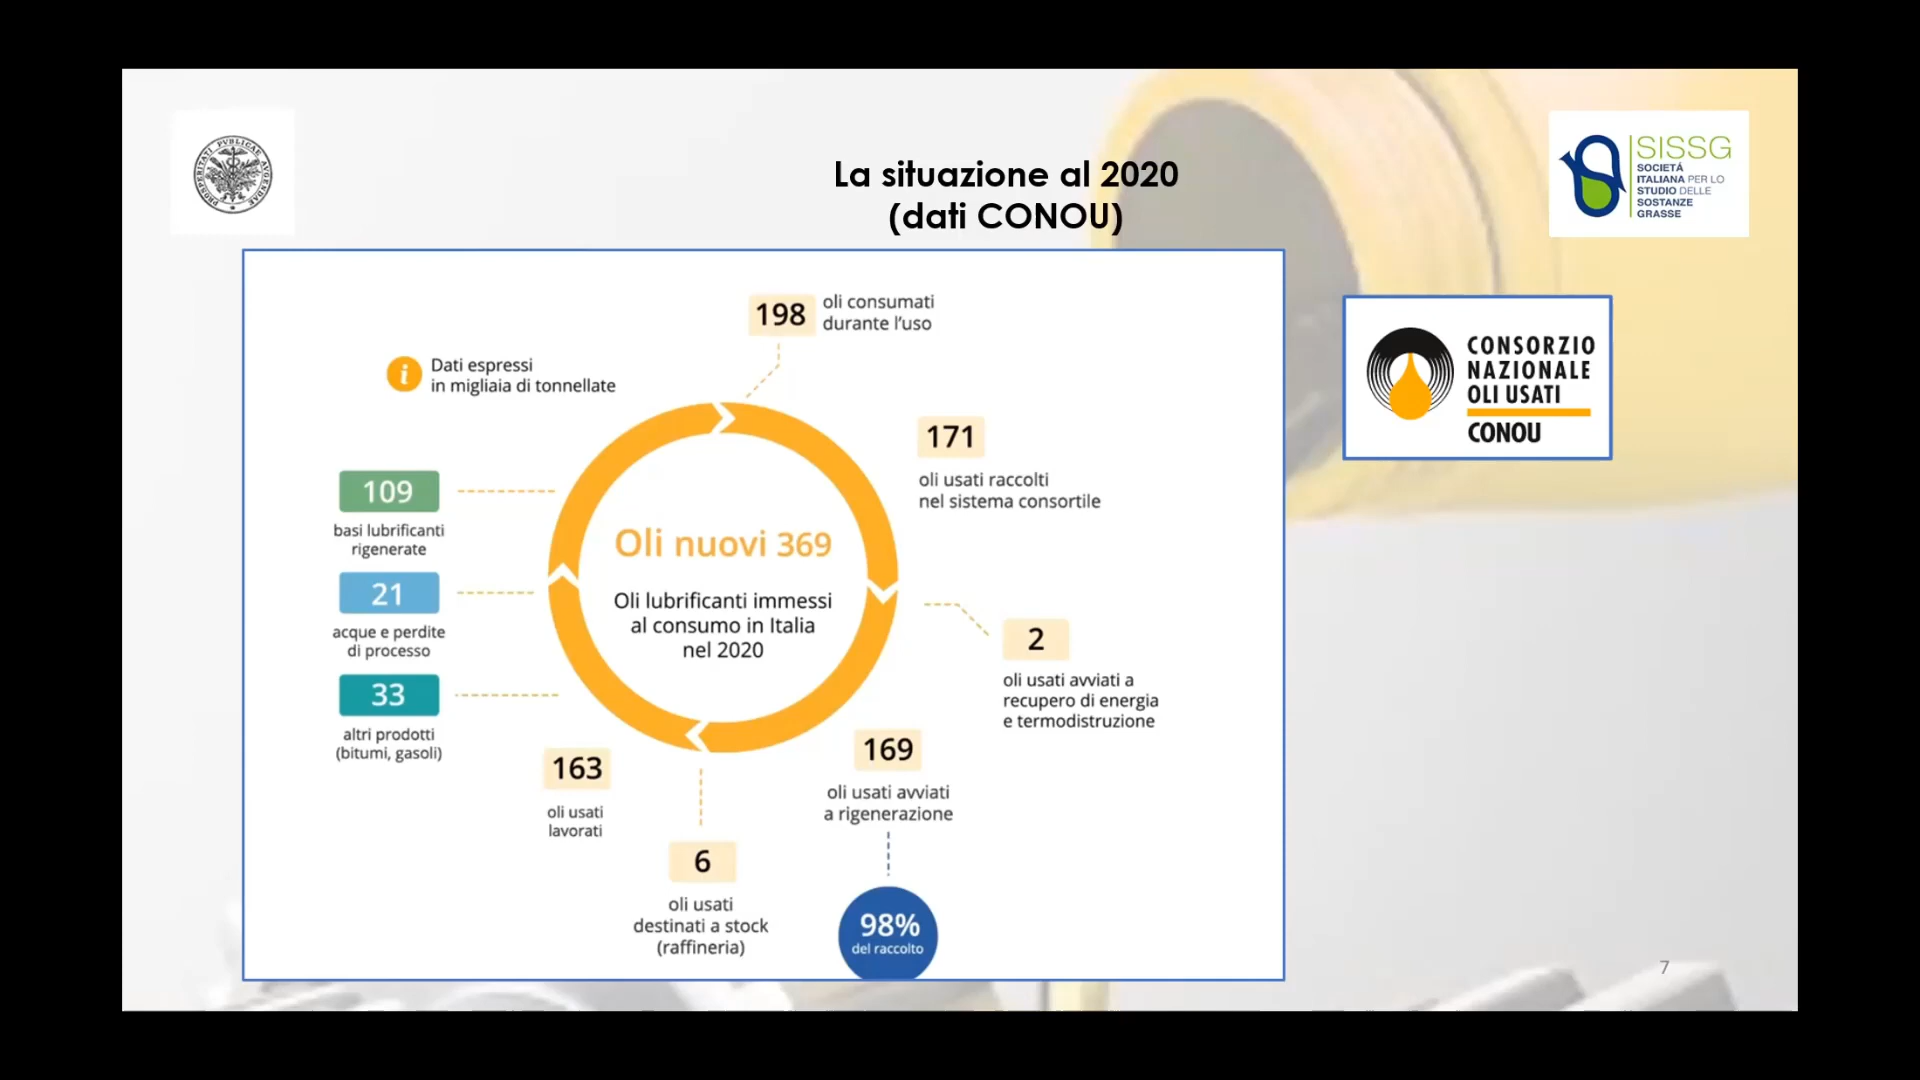 PROSPERITATI PUBLICAE AUGENDAE
La situazione al 2020
(dati CONOU)
SISSG
SOCIETÁ
ITALIANA PER LO
STUDIO DELLE
SOSTANZE
GRASSE
198
oli consumati
durante l'uso
i
Dati espressi
in migliaia di tonnellate
CONSORZIO
NAZIONALE
OLI USATI
CONOU
171
oli usati raccolti
nel sistema consortile
109
basi lubrificanti
rigenerate
Oli nuovi 369
Oli lubrificanti immessi
al consumo in Italia
nel 2020
21
acque e perdite
di processo
2
oli usati avviati a
recupero di energia
e termodistruzione
33
altri prodotti
(bitumi, gasoli)
163
oli usati
lavorati
169
oli usati avviati
a rigenerazione
6
oli usati
destinati a stock
(raffineria)
98%
del raccolto
7